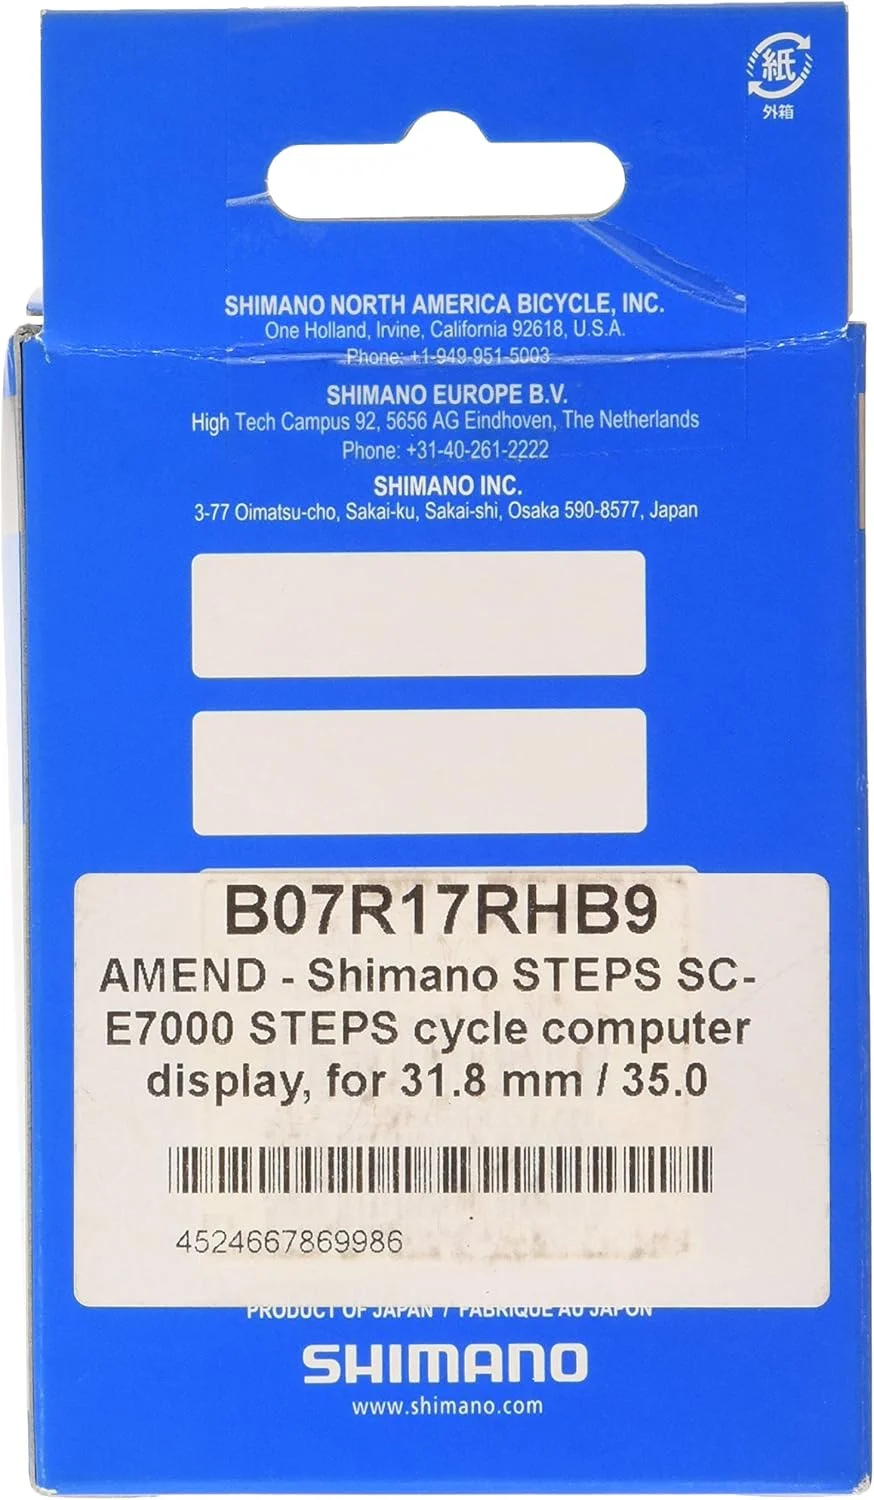 紙
外箱
SHIMANO NORTH AMERICA BICYCLE, INC.
One Holland, Irvine, California 92618, U.S.A.
Phone: +1-949-951-5003
SHIMANO EUROPE B.V.
High Tech Campus 92, 5656 AG Eindhoven, The Netherlands
Phone: +31-40-261-2222
SHIMANO INC.
3-77 Oimatsu-cho, Sakai-ku, Sakai-shi, Osaka 590-8577, Japan
B07R17RHB9
AMEND - Shimano STEPS SC-
E7000 STEPS cycle computer
display, for 31.8 mm / 35.0
4524667869986
PRODUCT OF JAPAN / FABRIQUE AU JAPON
SHIMANO
www.shimano.com